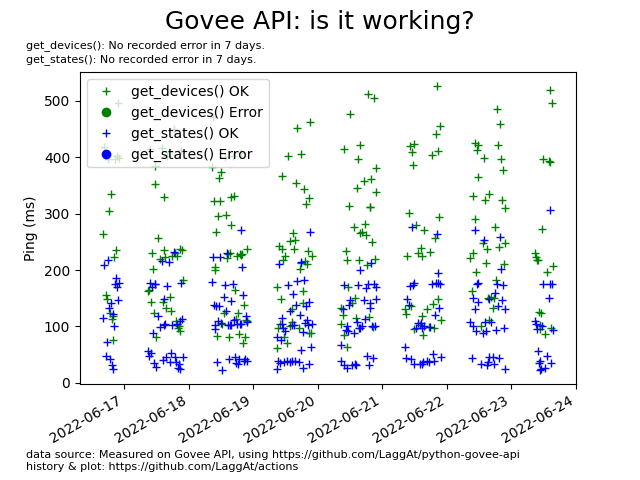 Govee API: is it working?
get_devices(): No recorded error in 7 days.
get_states(): No recorded error in 7 days.
get_devices() OK
get_devices() Error
get_states() OK
get_states() Error
Ping (ms)
500
400
300
200
100
0
2022-06-17
2022-06-18
2022-06-19
2022-06-20
2022-06-21
2022-06-22
2022-06-23
2022-06-24
data source: Measured on Govee API, using https://github.com/LaggAt/python-govee-api
history & plot: https://github.com/LaggAt/actions